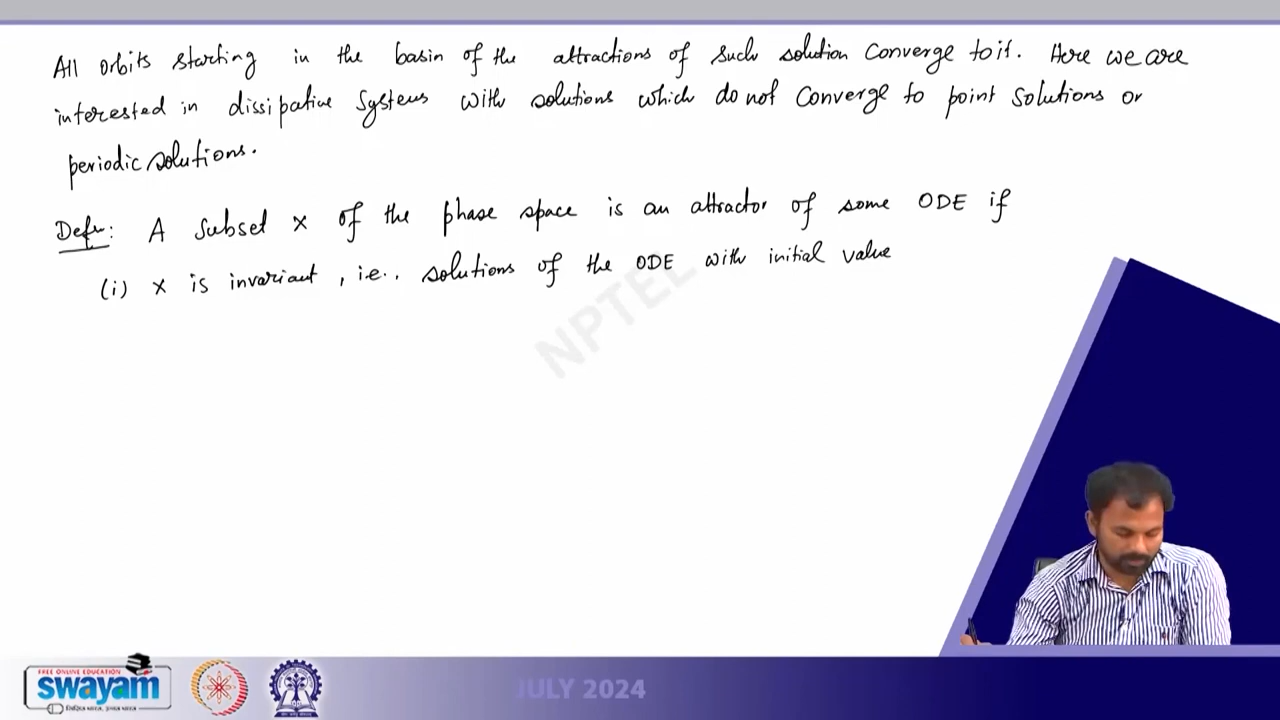 All orbits starting in the basin of the attractions of such solution converge to it. Here we are
interested in dissipative systems with solutions which do not converge to point solutions or
periodic solutions.
Defn: A subset X of the phase space is an attractor of some ODE if
(i) X is invariant, i.e.. solutions of the ODE with initial value
NPTEL
FREE ONLINE EDUCATION
swayam
JULY 2024